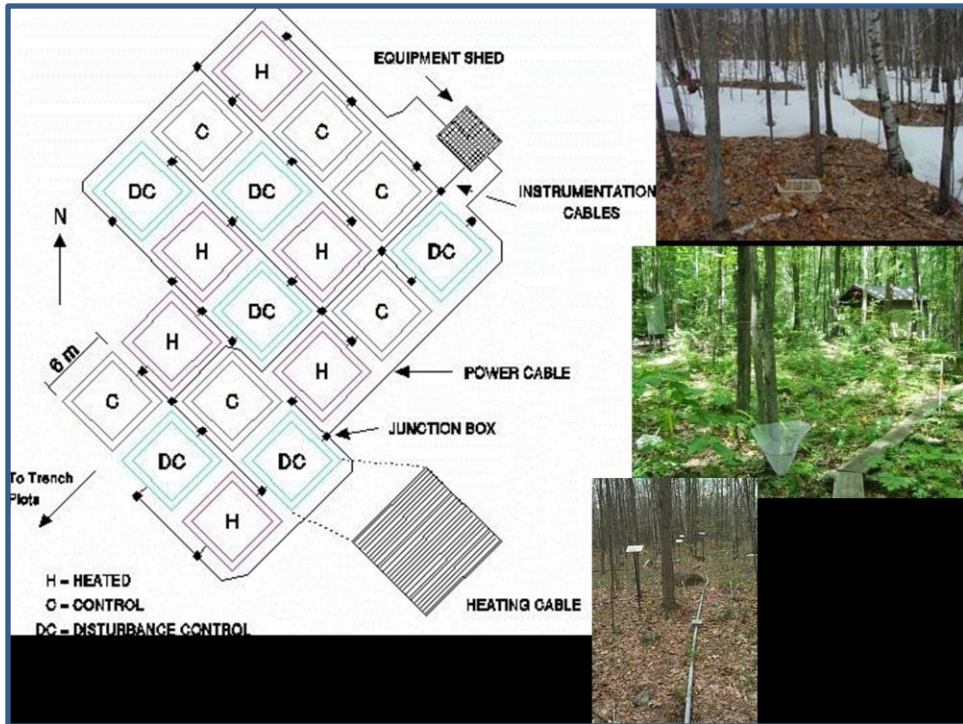 H
EQUIPMENT SHED
C
C
DC
DC
C
INSTRUMENTATION
CABLES
N
H
H
DC
DC
C
6 m
H
H
POWER CABLE
C
C
JUNCTION BOX
DC
DC
To Trench
Plots
H
H = HEATED
C = CONTROL
DC = DISTURBANCE CONTROL
HEATING CABLE